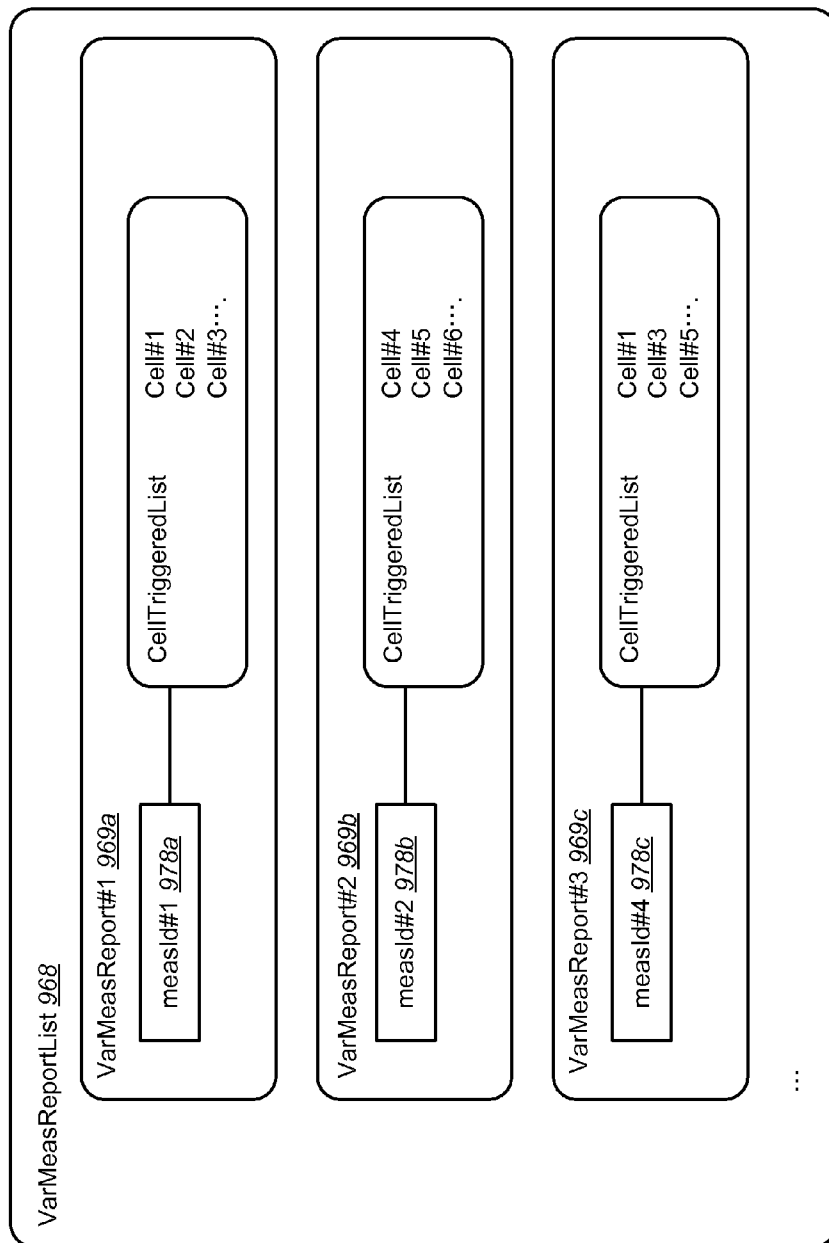 VarMeasReportList 968
VarMeasReport#1 969a
measId#1 978a
CellTriggeredList
Cell#1
Cell#2
Cell#3….
VarMeasReport#2 969b
measId#2 978b
CellTriggeredList
Cell#4
Cell#5
Cell#6….
VarMeasReport#3 969c
measId#4 978c
CellTriggeredList
Cell#1
Cell#3
Cell#5….
…